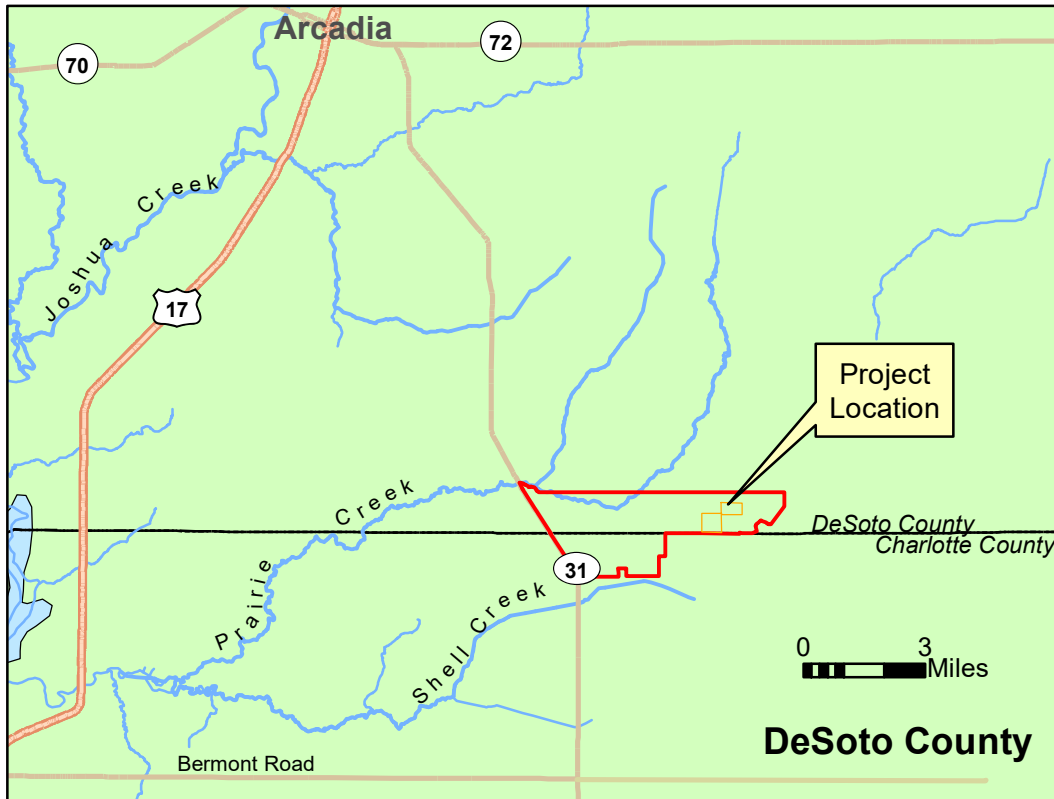 Arcadia
72
70
Joshua Creek
17
Project
Location
Prairie Creek
DeSoto County
Charlotte County
31
Shell Creek
0 3
Miles
DeSoto County
Bermont Road